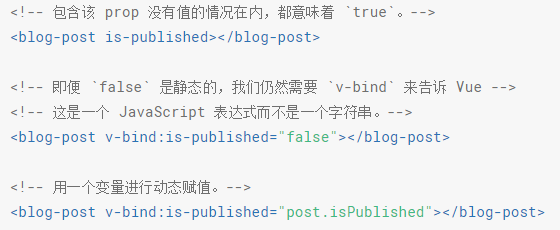 <!-- 包含该 prop 没有值的情况在内，都意味着 `true`。-->
<blog-post is-published></blog-post>
<!-- 即便 `false` 是静态的，我们仍然需要 `v-bind` 来告诉 Vue -->
<!-- 这是一个 JavaScript 表达式而不是一个字符串。-->
<blog-post v-bind:is-published="false"></blog-post>
<!-- 用一个变量进行动态赋值。-->
<blog-post v-bind:is-published="post.isPublished"></blog-post>